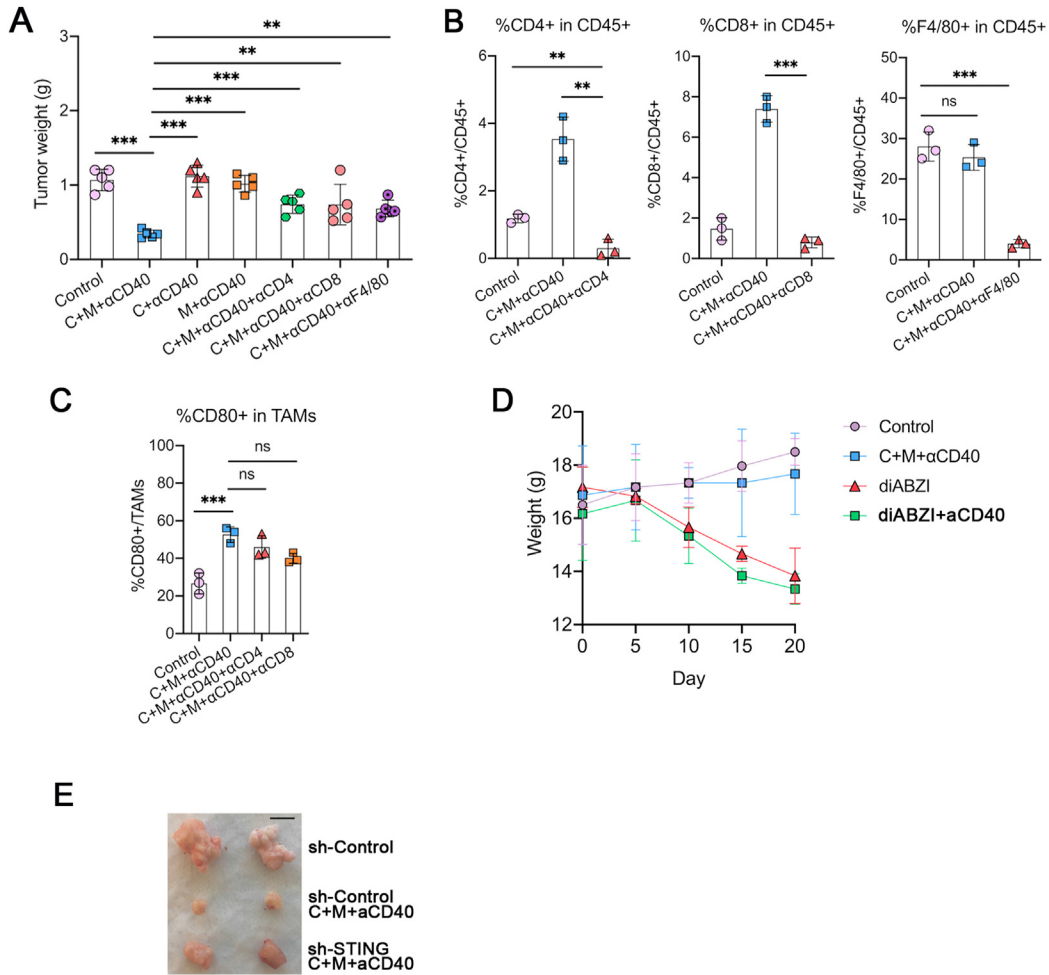 A
Tumor weight (g)
3
2
1
0
**
**
***
***
***
***
Control
C+M+αCD40
C+αCD40
M+αCD40
C+M+αCD40+αCD4
C+M+αCD40+αCD8
C+M+αCD40+αF4/80
B
%CD4+ in CD45+
%CD4+/CD45+
6
4
2
0
**
**
Control
C+M+αCD40
C+M+αCD40+αCD4
%CD8+ in CD45+
%CD8+/CD45+
10
8
6
4
2
0
***
Control
C+M+αCD40
C+M+αCD40+αCD8
%F4/80+ in CD45+
%F4/80+/CD45+
50
40
30
20
10
0
***
ns
Control
C+M+αCD40
C+M+αCD40+αF4/80
C
%CD80+ in TAMs
%CD80+/TAMs
100
80
60
40
20
0
ns
ns
***
Control
C+M+αCD40
C+M+αCD40+αCD4
C+M+αCD40+αCD8
D
Weight (g)
20
18
16
14
12
0 5 10 15 20
Day
Control
C+M+αCD40
diABZI
diABZI+aCD40
E
sh-Control
sh-Control
C+M+aCD40
sh-STING
C+M+aCD40